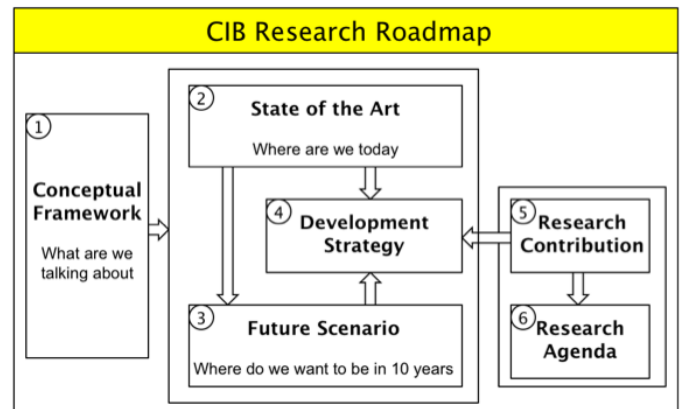 CIB Research Roadmap
1
Conceptual
Framework
What are we
talking about
2
State of the Art
Where are we today
4
Development
Strategy
3
Future Scenario
Where do we want to be in 10 years
5
Research
Contribution
6
Research
Agenda